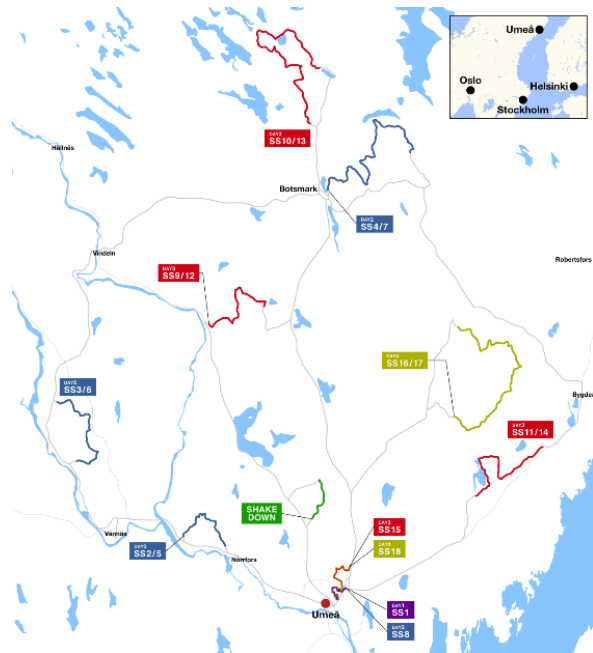 Umeå
Oslo
Helsinki
Stockholm
DAY3
SS10/13
Hällnäs
Botsmark
DAY2
SS4/7
Vindeln
Robertsfors
DAY3
SS9/12
DAY4
SS16/17
DAY2
SS3/6
Bygdeå
DAY3
SS11/14
SHAKE
DOWN
DAY3
SS15
Vännäs
DAY2
SS2/5
DAY4
SS18
Norrfors
DAY1
SS1
Umeå
DAY2
SS8